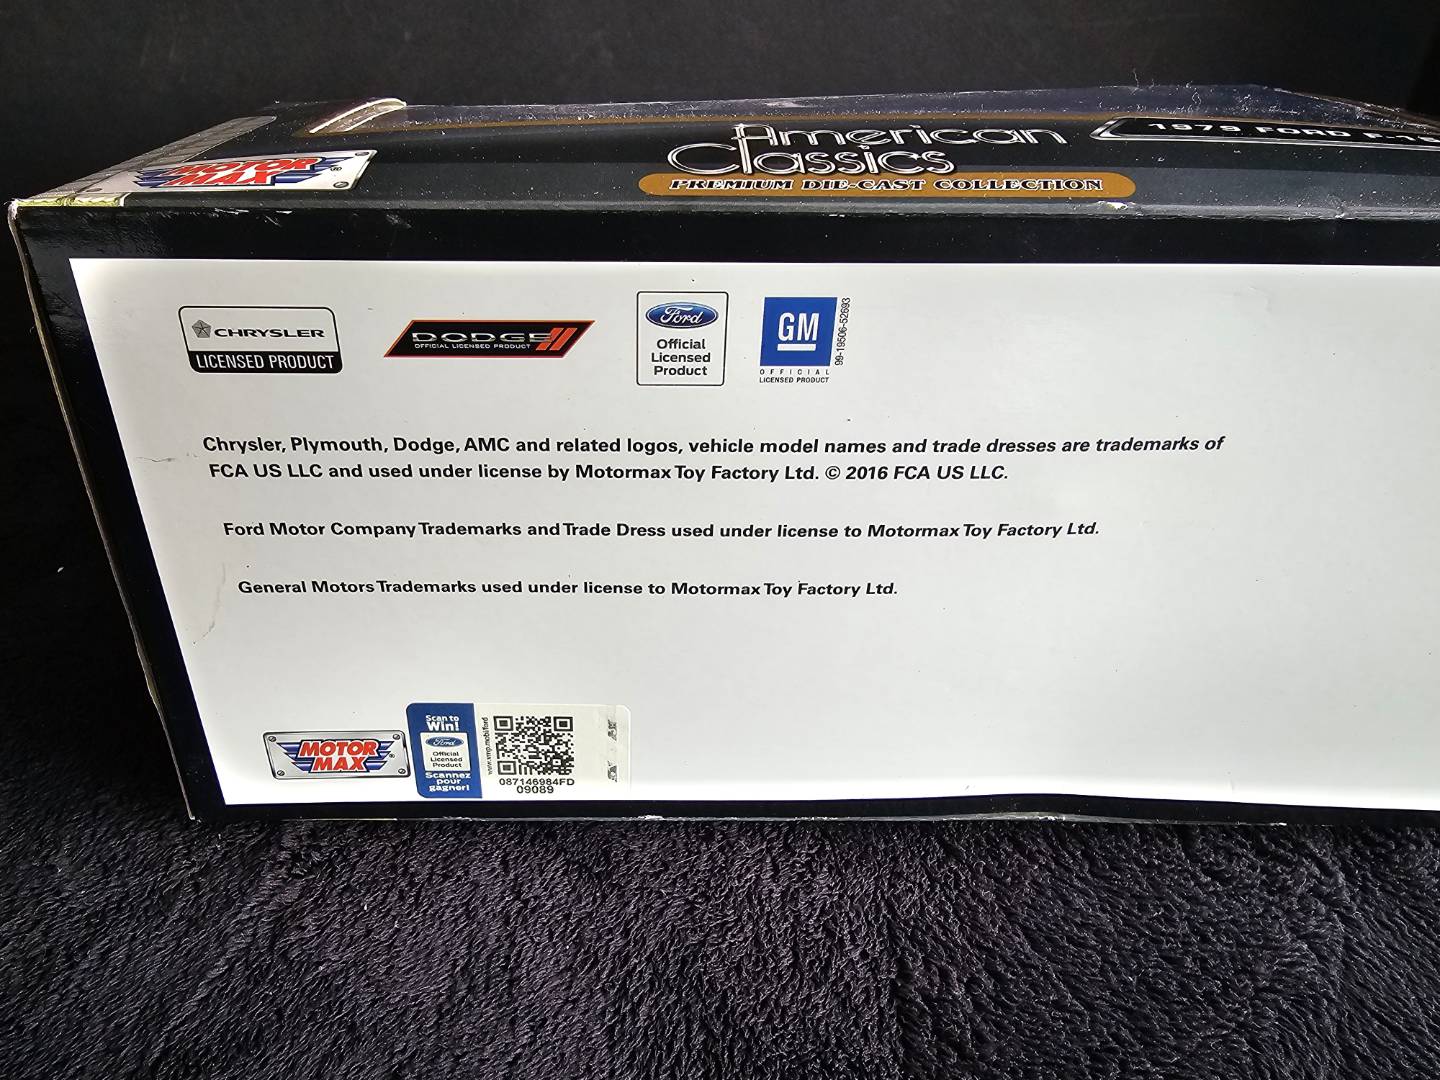 MOTOR MAX®
American
Classics
1979 FORD F-15
PREMIUM DIE-CAST COLLECTION
CHRYSLER
LICENSED PRODUCT
DODGE
OFFICIAL LICENSED PRODUCT
Ford
Official
Licensed
Product
GM
OFFICIAL
LICENSED PRODUCT
99-19506-52693
Chrysler, Plymouth, Dodge, AMC and related logos, vehicle model names and trade dresses are trademarks of
FCA US LLC and used under license by Motormax Toy Factory Ltd. © 2016 FCA US LLC.
Ford Motor Company Trademarks and Trade Dress used under license to Motormax Toy Factory Ltd.
General Motors Trademarks used under license to Motormax Toy Factory Ltd.
MOTOR
MAX®
Scan to
Win!
Ford
Official
Licensed
Product
Scannez
pour
gagner!
www.vmp.mobi/ford
087146984FD
09089